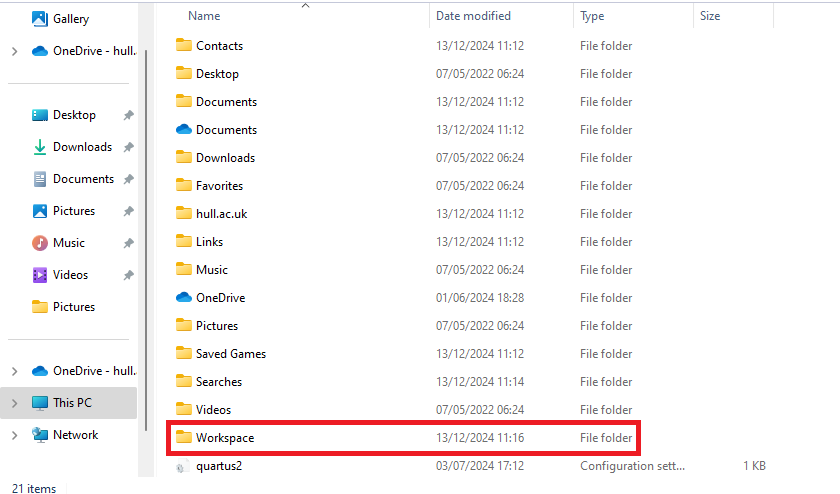 Gallery
OneDrive - hull.
Desktop
Downloads
Documents
Pictures
Music
Videos
Pictures
OneDrive - hull.
This PC
Network
21 items
Name Date modified Type Size
Contacts 13/12/2024 11:12 File folder
Desktop 07/05/2022 06:24 File folder
Documents 13/12/2024 11:12 File folder
Documents 13/12/2024 11:12 File folder
Downloads 07/05/2022 06:24 File folder
Favorites 07/05/2022 06:24 File folder
hull.ac.uk 13/12/2024 11:12 File folder
Links 13/12/2024 11:12 File folder
Music 07/05/2022 06:24 File folder
OneDrive 01/06/2024 18:28 File folder
Pictures 07/05/2022 06:24 File folder
Saved Games 13/12/2024 11:12 File folder
Searches 13/12/2024 11:14 File folder
Videos 07/05/2022 06:24 File folder
Workspace 13/12/2024 11:16 File folder
quartus2 03/07/2024 17:12 Configuration sett... 1 KB